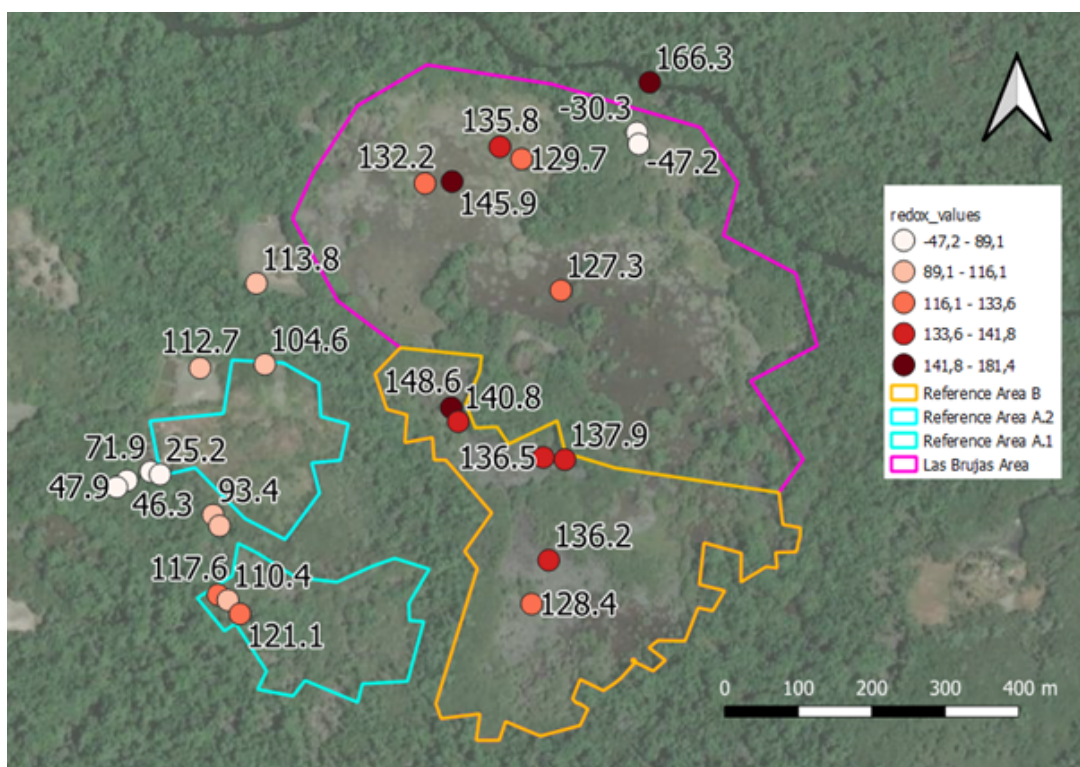 166.3
-30.3
135.8
129.7
-47.2
132.2
145.9
113.8
127.3
112.7
104.6
148.6
140.8
137.9
136.5
71.9
25.2
47.9
46.3
93.4
136.2
117.6
110.4
128.4
121.1
redox_values
-47,2 - 89,1
89,1 - 116,1
116,1 - 133,6
133,6 - 141,8
141,8 - 181,4
Reference Area B
Reference Area A.2
Reference Area A.1
Las Brujas Area
0 100 200 300 400 m